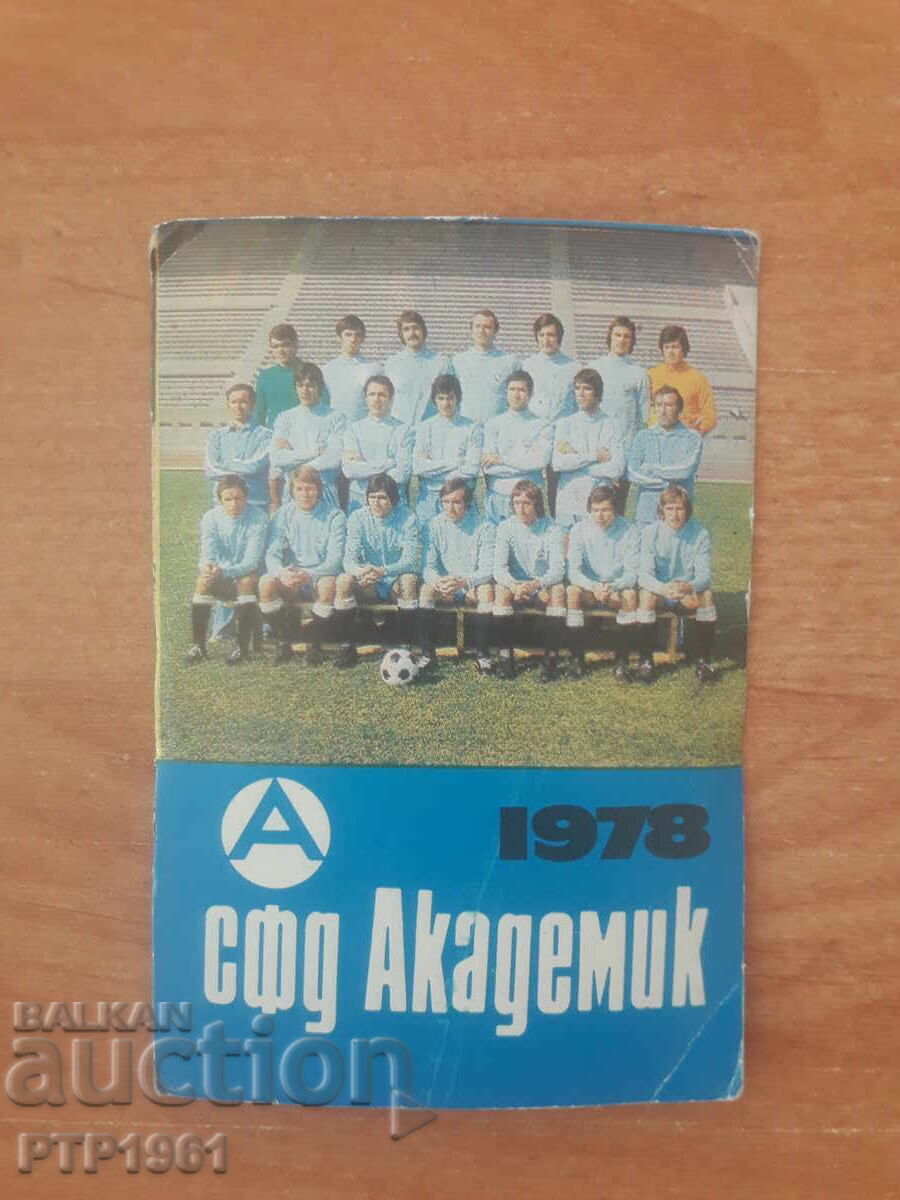 A
1978
сфд Академик
BALKAN
auction
PTP1961